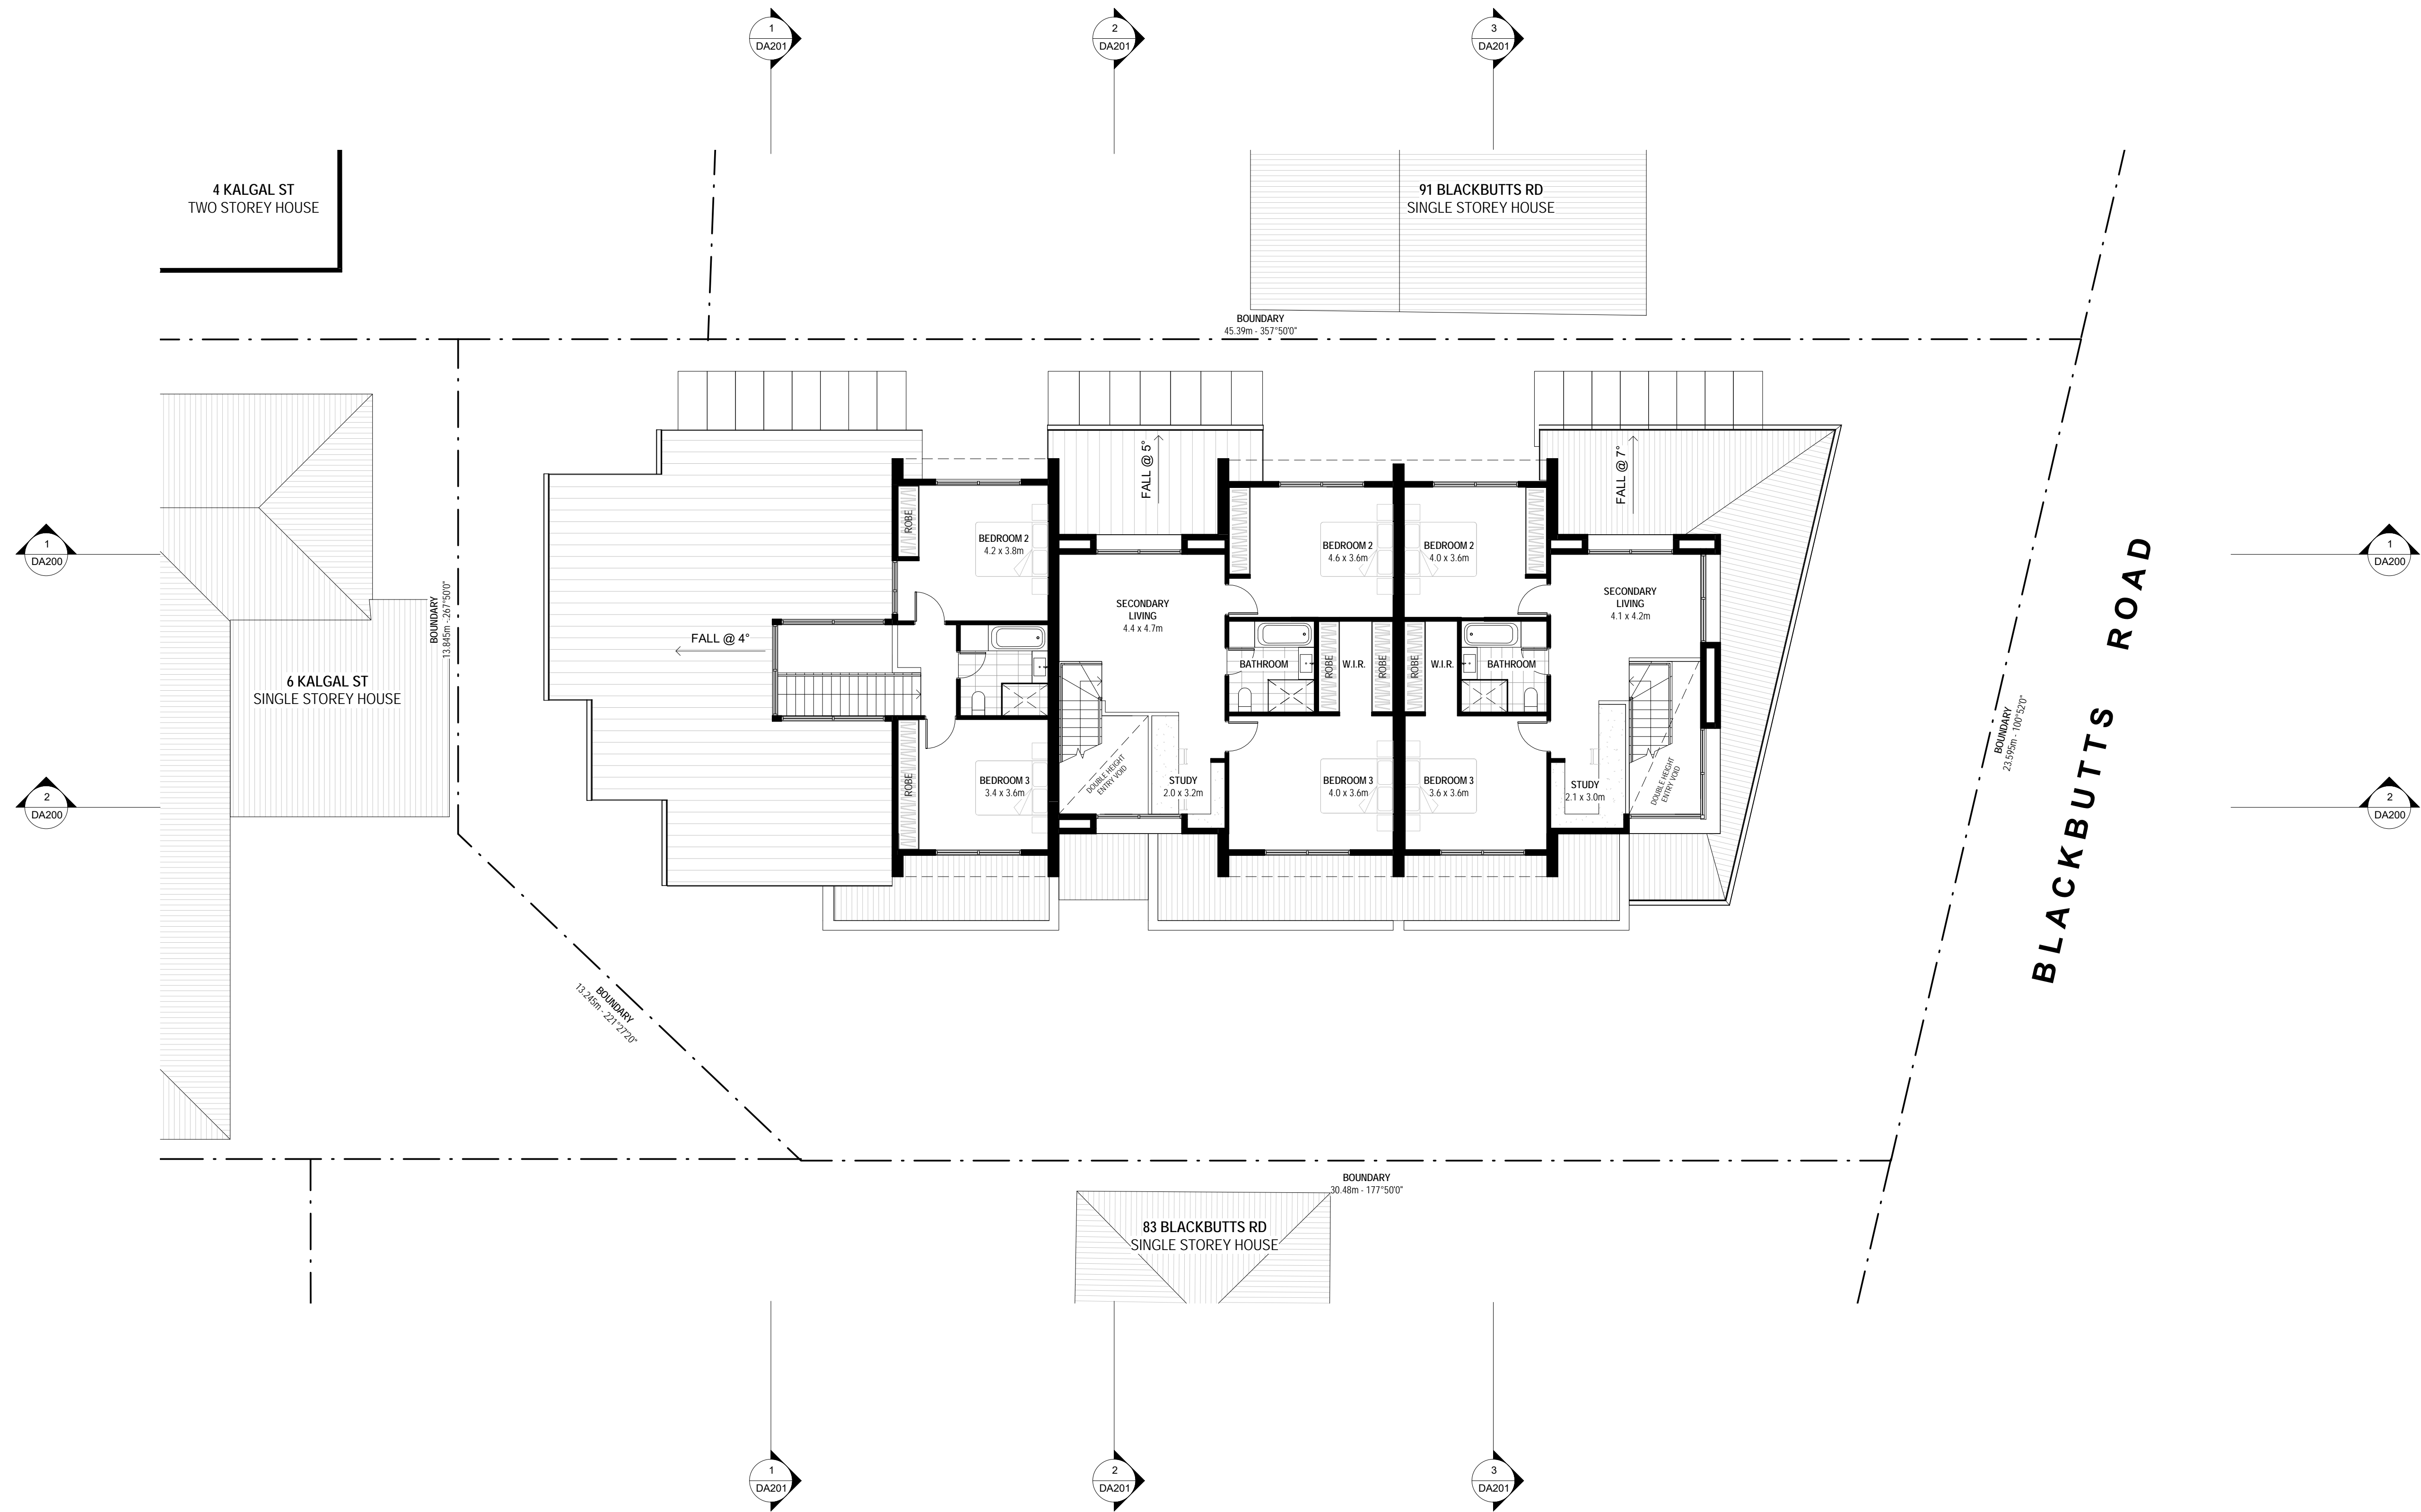 1
DA201
2
DA201
3
DA201
4 KALGAL ST
TWO STOREY HOUSE
91 BLACKBUTTS RD
SINGLE STOREY HOUSE
BOUNDARY
45.39m - 357°50'0"
FALL @ 5°
FALL @ 7°
1
DA200
1
DA200
ROBE
BEDROOM 2
4.2 x 3.8m
BEDROOM 2
4.6 x 3.6m
BEDROOM 2
4.0 x 3.6m
SECONDARY
LIVING
4.4 x 4.7m
SECONDARY
LIVING
4.1 x 4.2m
BOUNDARY
13.845m - 267°50'0"
FALL @ 4°
6 KALGAL ST
SINGLE STOREY HOUSE
BATHROOM
ROBE
W.I.R.
ROBE
ROBE
W.I.R.
BATHROOM
BLACKBUTTS ROAD
BOUNDARY
23.595m - 100°52'0"
2
DA200
2
DA200
ROBE
BEDROOM 3
3.4 x 3.6m
DOUBLE HEIGHT
ENTRY VOID
STUDY
2.0 x 3.2m
BEDROOM 3
4.0 x 3.6m
BEDROOM 3
3.6 x 3.6m
STUDY
2.1 x 3.0m
DOUBLE HEIGHT
ENTRY VOID
BOUNDARY
13.245m - 221°27'20"
BOUNDARY
30.48m - 177°50'0"
83 BLACKBUTTS RD
SINGLE STOREY HOUSE
1
DA201
2
DA201
3
DA201